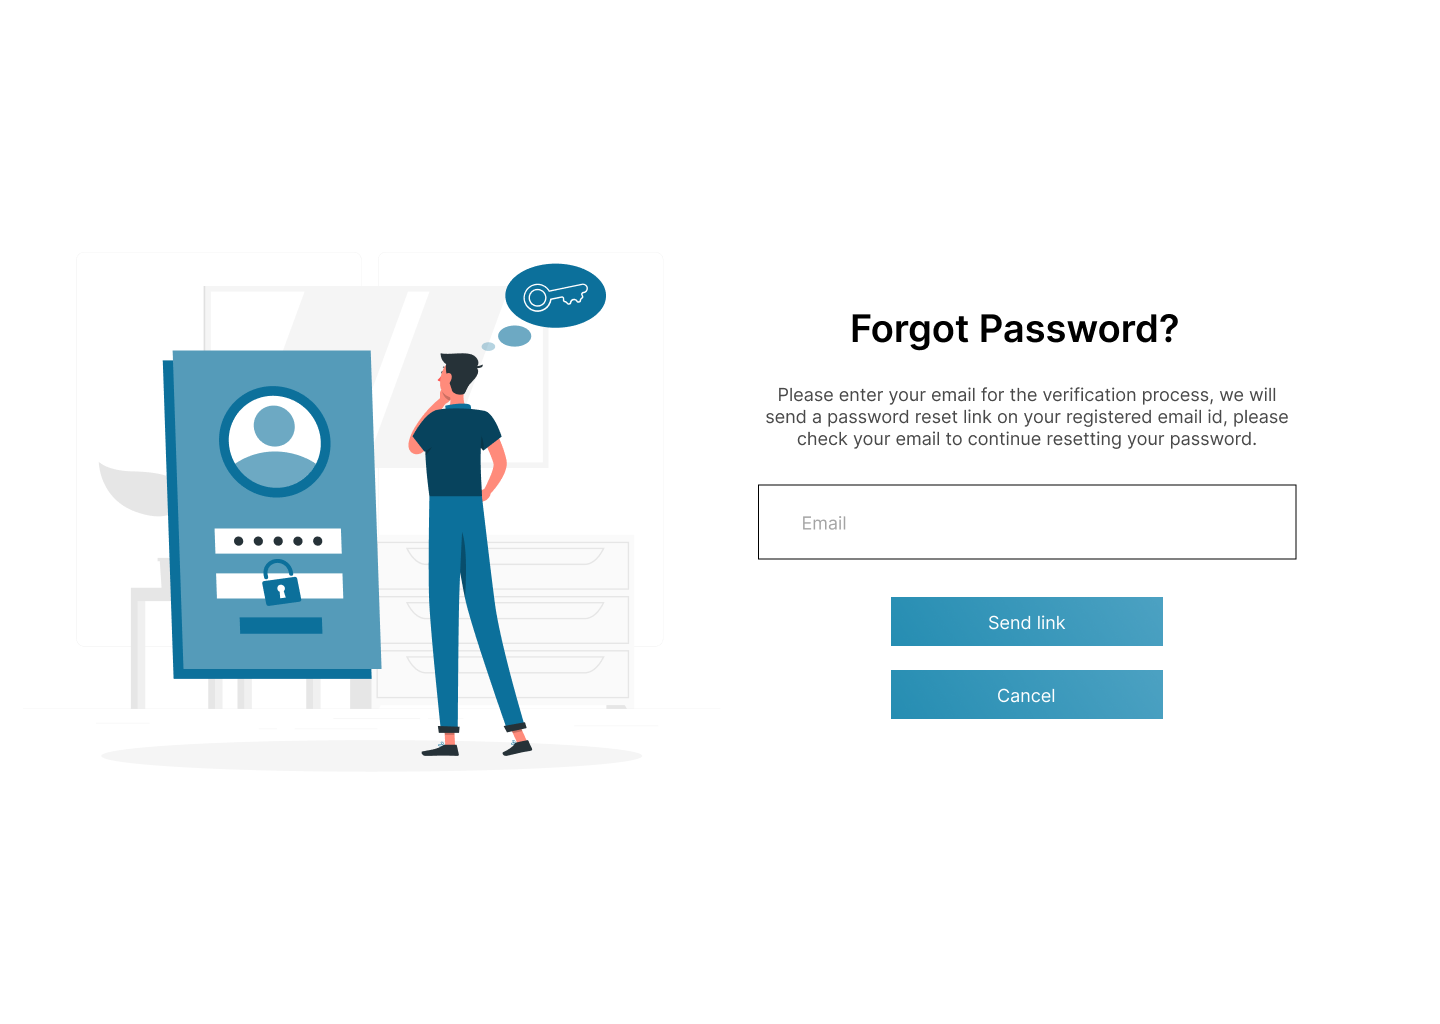 Forgot Password?
Please enter your email for the verification process, we will
send a password reset link on your registered email id, please
check your email to continue resetting your password.
Email
Send link
Cancel